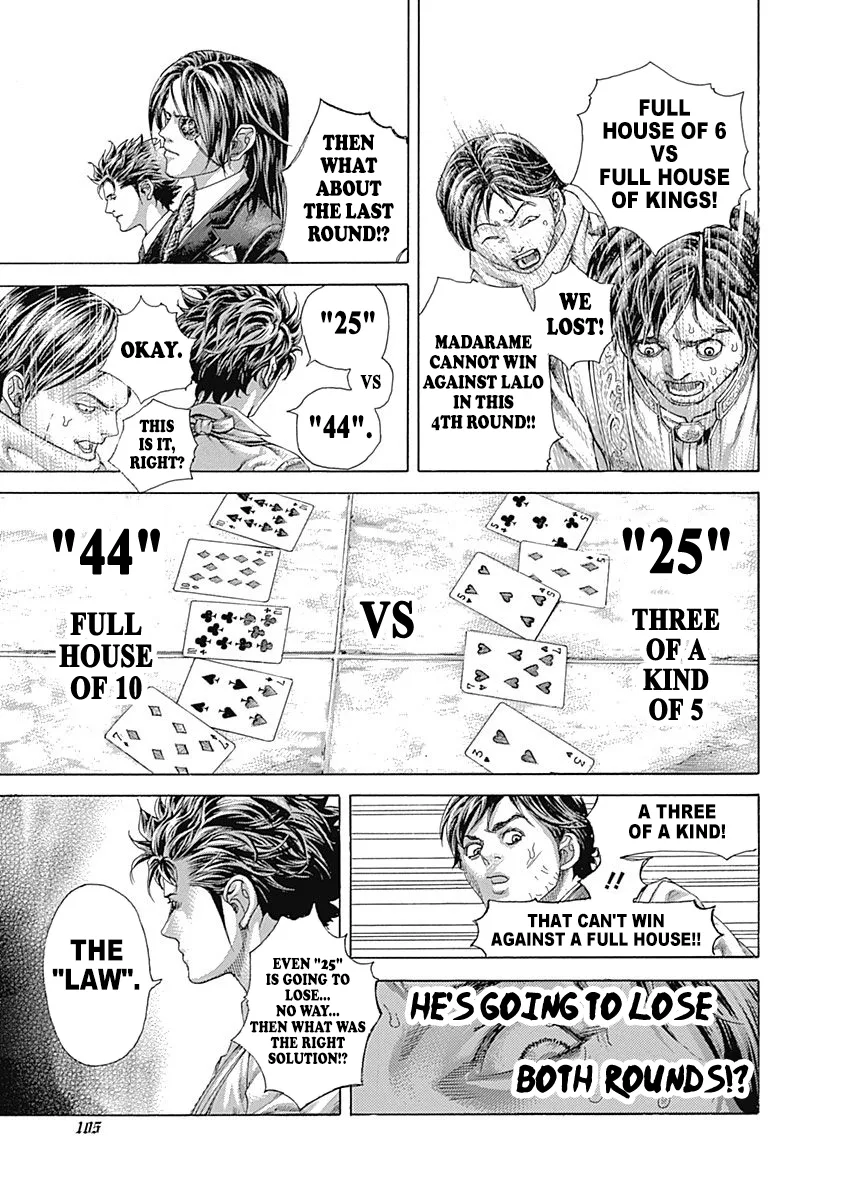 FULL
HOUSE OF 6
VS
FULL HOUSE
OF KINGS!
WE
LOST!
MADARAME
CANNOT WIN
AGAINST LALO
IN THIS
4TH ROUND!!
THEN
WHAT
ABOUT
THE LAST
ROUND!?
"25"
VS
"44".
OKAY.
THIS
IS IT,
RIGHT?
"25"
THREE
OF A
KIND
OF 5
VS
"44"
FULL
HOUSE
OF 10
A THREE
OF A KIND!
!!
THAT CAN'T WIN
AGAINST A FULL HOUSE!!
HE'S GOING TO LOSE
BOTH ROUNDS!?
EVEN "25"
IS GOING TO
LOSE...
NO WAY...
THEN WHAT WAS
THE RIGHT
SOLUTION!?
THE
"LAW".
105